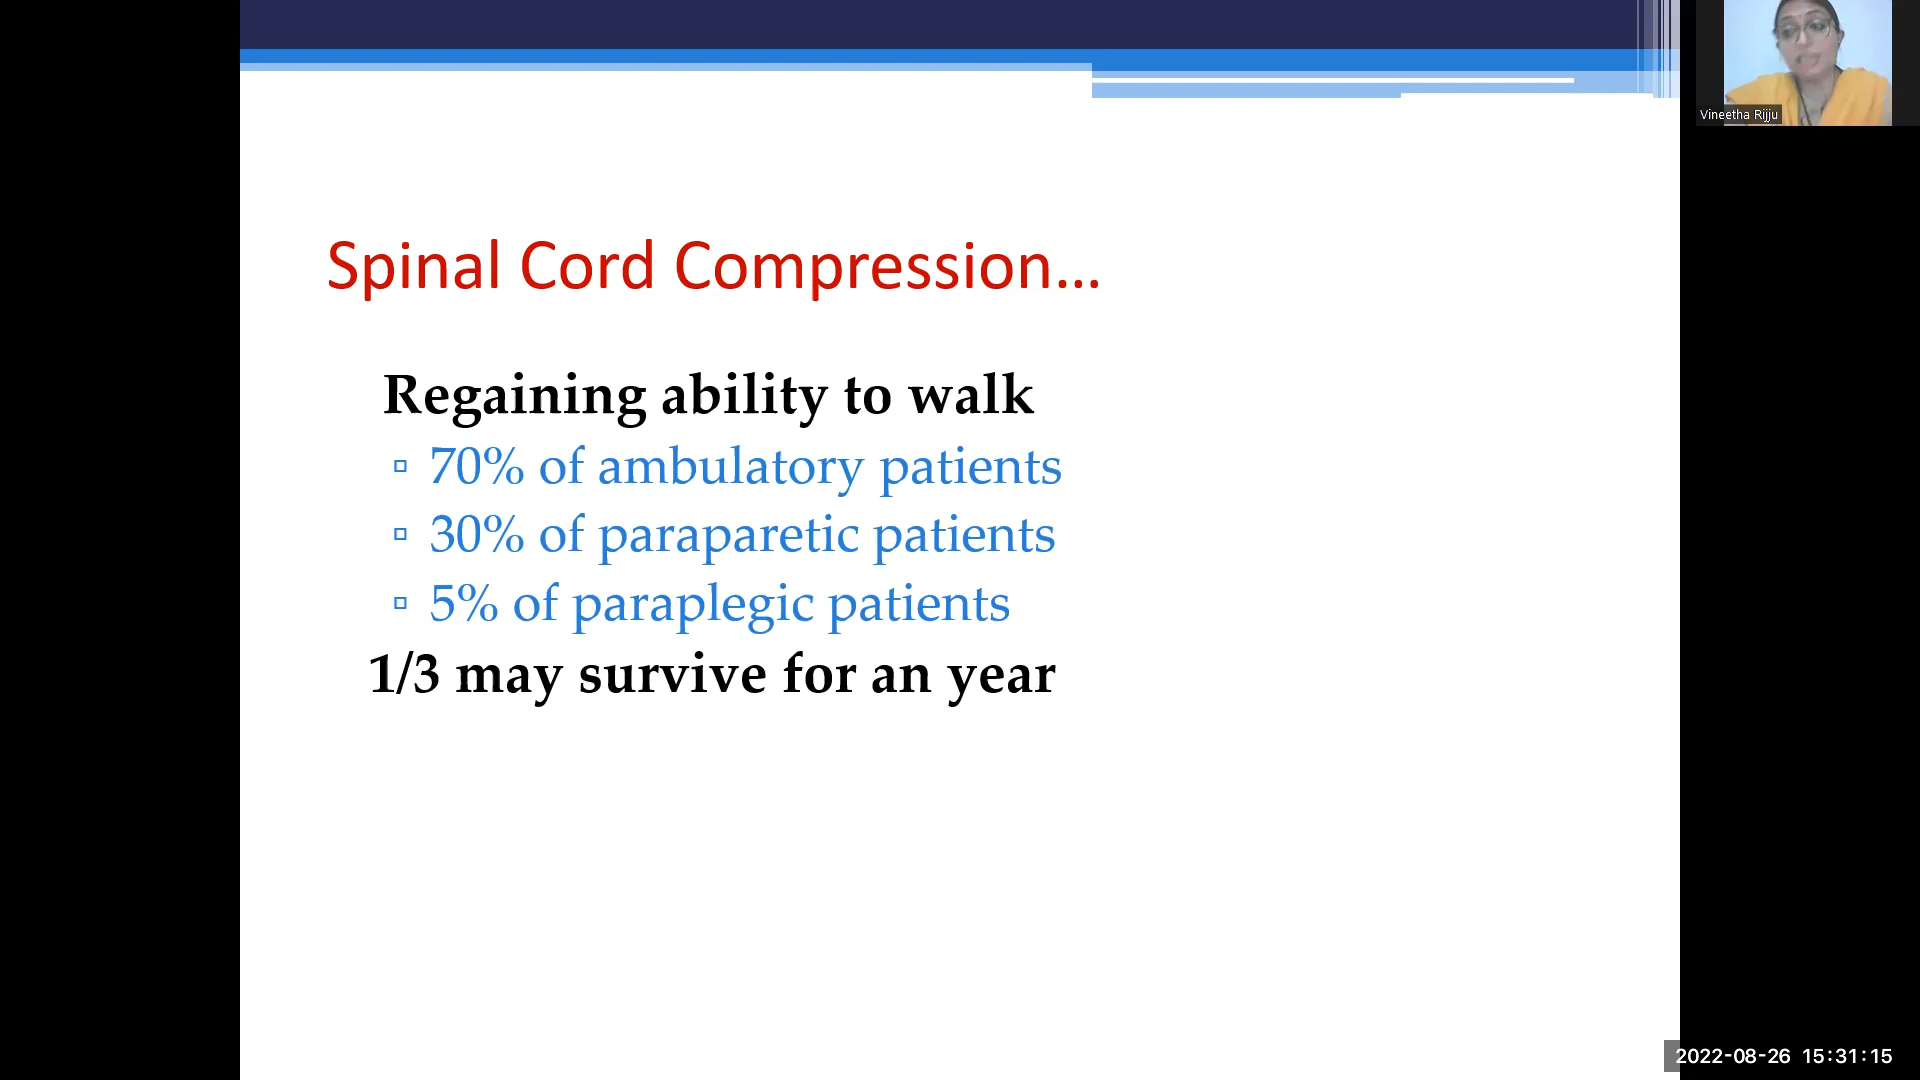 Vineetha Rijju
Spinal Cord Compression...
Regaining ability to walk
▫ 70% of ambulatory patients
▫ 30% of paraparetic patients
▫ 5% of paraplegic patients
1/3 may survive for an year
2022-08-26 15:31:15